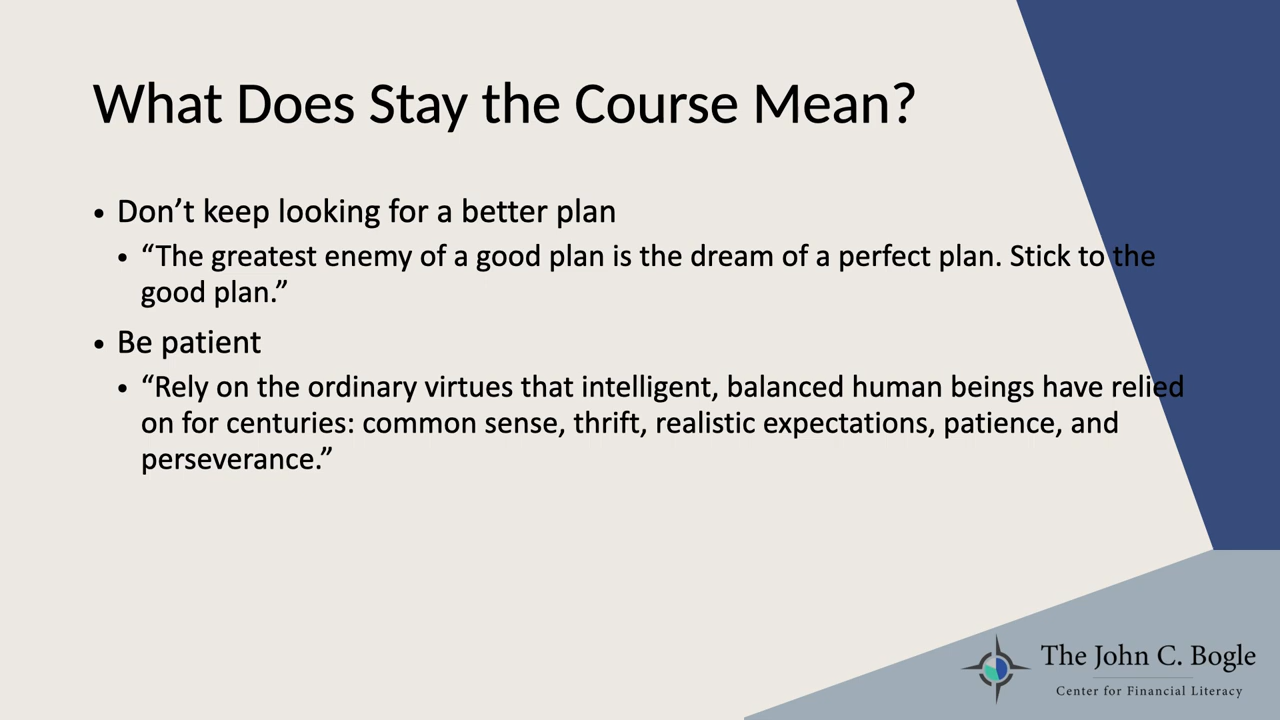 What Does Stay the Course Mean?
• Don’t keep looking for a better plan
• “The greatest enemy of a good plan is the dream of a perfect plan. Stick to the
good plan.”
• Be patient
• “Rely on the ordinary virtues that intelligent, balanced human beings have relied
on for centuries: common sense, thrift, realistic expectations, patience, and
perseverance.”
The John C. Bogle
Center for Financial Literacy